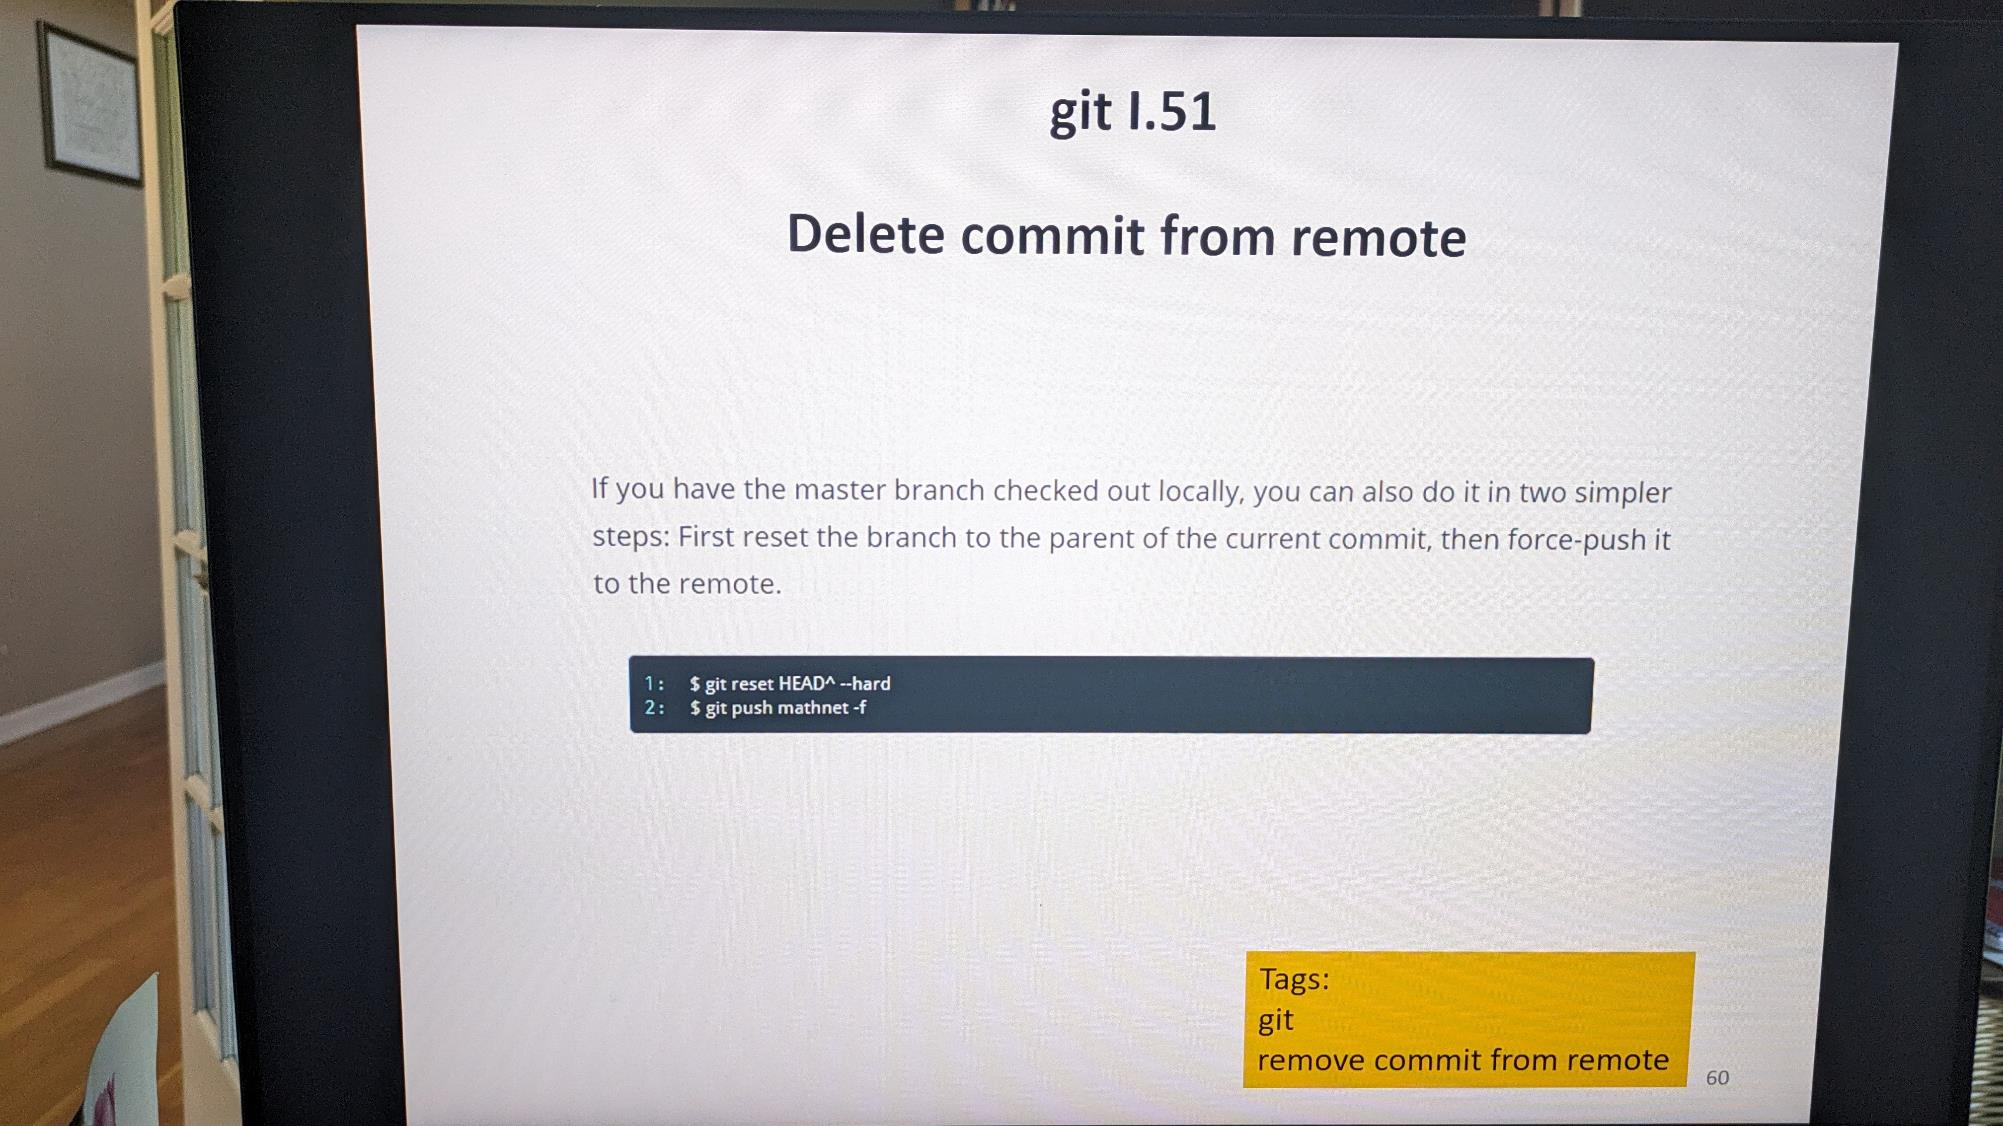 git I.51
Delete commit from remote
If you have the master branch checked out locally, you can also do it in two simpler
steps: First reset the branch to the parent of the current commit, then force-push it
to the remote.
1: $ git reset HEAD^ --hard
2: $ git push mathnet -f
Tags:
git
remove commit from remote
60